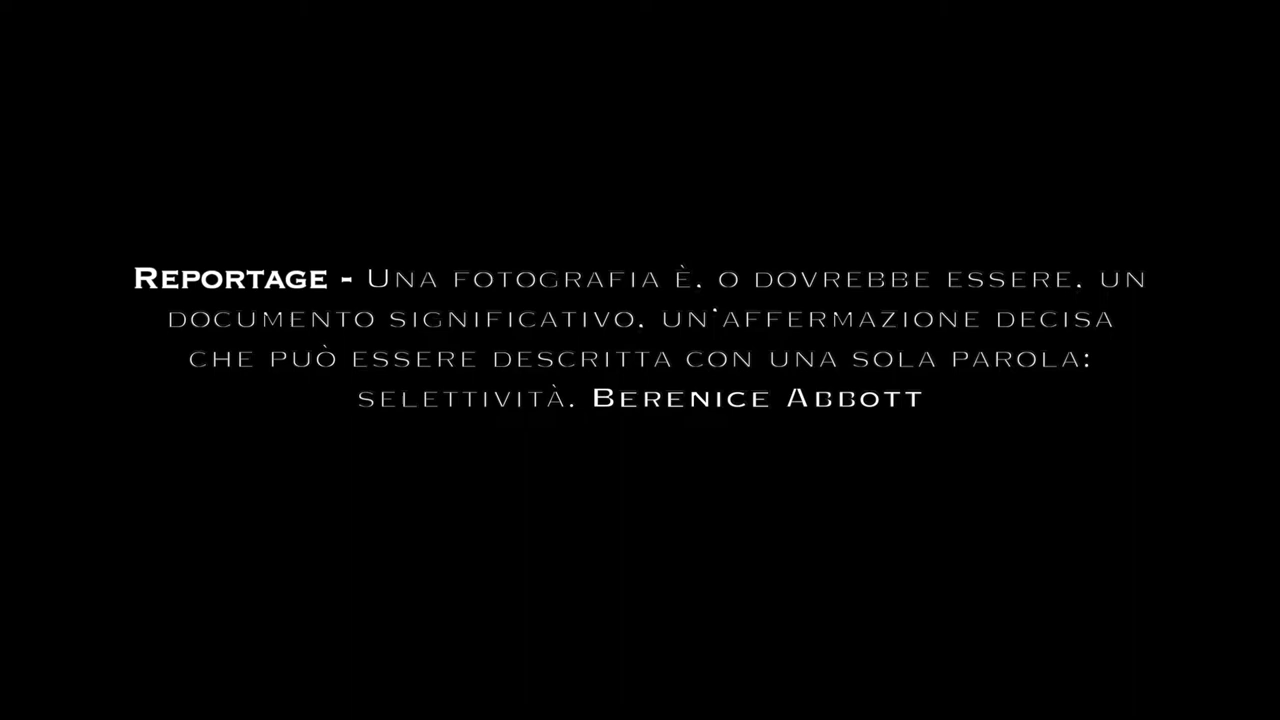 Reportage - Una fotografia è, o dovrebbe essere, un
documento significativo, un'affermazione decisa
che può essere descritta con una sola parola:
selettività. Berenice Abbott